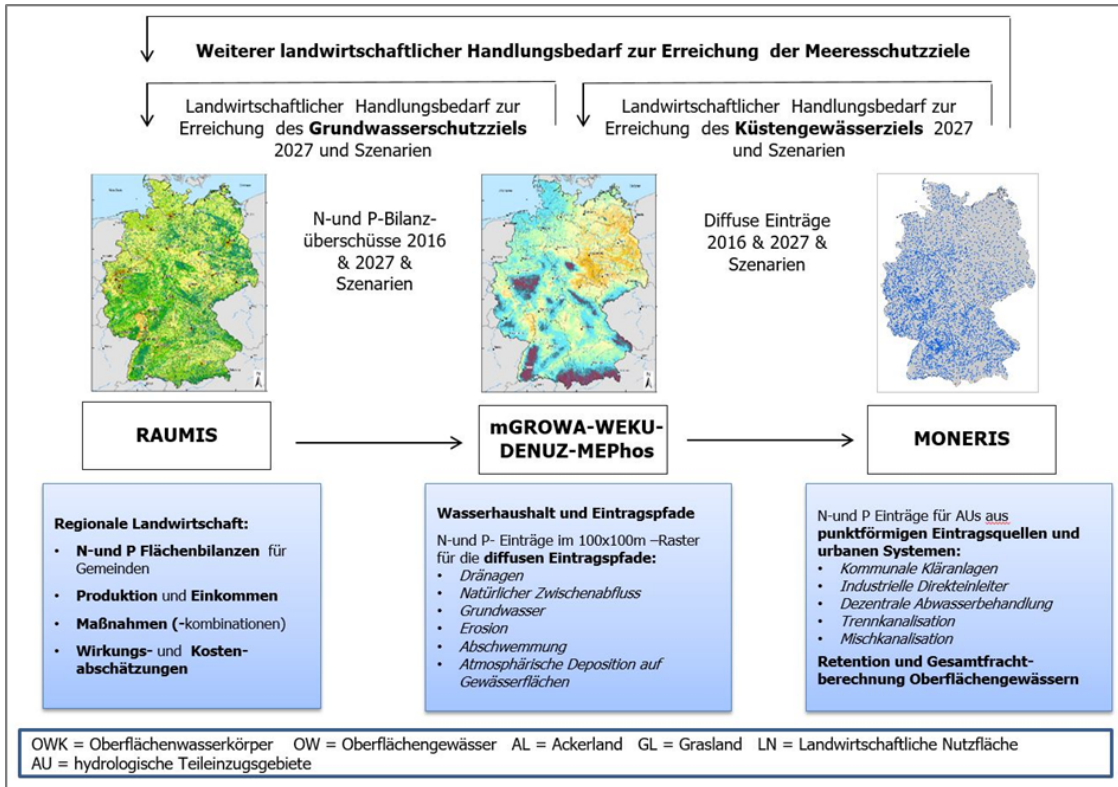 Weiterer landwirtschaftlicher Handlungsbedarf zur Erreichung der Meeresschutzziele
Landwirtschaftlicher Handlungsbedarf zur
Erreichung des Grundwasserschutzziels
2027 und Szenarien
Landwirtschaftlicher Handlungsbedarf zur
Erreichung des Küstengewässerziels 2027
und Szenarien
N-und P-Bilanz-
überschüsse 2016
& 2027 &
Szenarien
Diffuse Einträge
2016 & 2027 &
Szenarien
RAUMIS
mGROWA-WEKU-
DENUZ-MEPhos
MONERIS
Regionale Landwirtschaft:
• N-und P Flächenbilanzen für
Gemeinden
• Produktion und Einkommen
• Maßnahmen (-kombinationen)
• Wirkungs- und Kosten-
abschätzungen
Wasserhaushalt und Eintragspfade
N-und P- Einträge im 100x100m –Raster
für die diffusen Eintragspfade:
• Dränagen
• Natürlicher Zwischenabfluss
• Grundwasser
• Erosion
• Abschwemmung
• Atmosphärische Deposition auf
Gewässerflächen
N-und P Einträge für AUs aus
punktförmigen Eintragsquellen und
urbanen Systemen:
• Kommunale Kläranlagen
• Industrielle Direkteinleiter
• Dezentrale Abwasserbehandlung
• Trennkanalisation
• Mischkanalisation
Retention und Gesamtfracht-
berechnung Oberflächengewässern
OWK = Oberflächenwasserkörper OW = Oberflächengewässer AL = Ackerland GL = Grasland LN = Landwirtschaftliche Nutzfläche
AU = hydrologische Teileinzugsgebiete